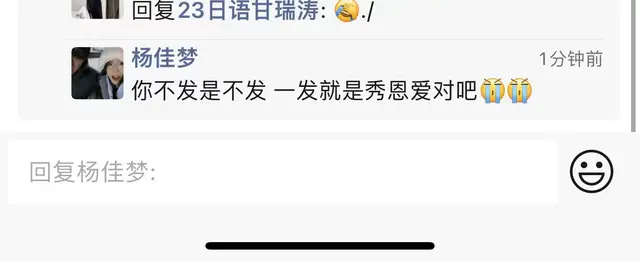 回复23日语甘瑞涛: 😂./
杨佳梦
1分钟前
你不发是不发 一发就是秀恩爱对吧😭😭
回复杨佳梦: